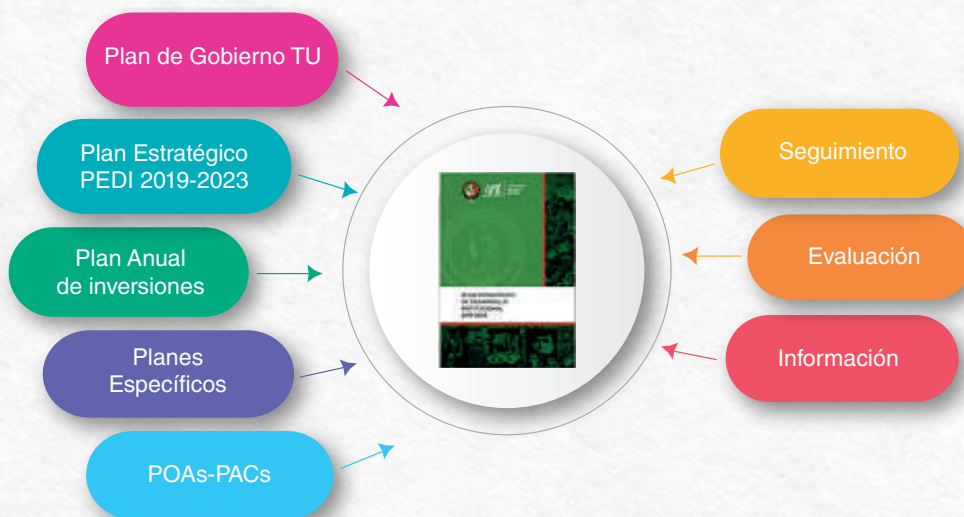 Plan de Gobierno TU
Plan Estratégico
PEDI 2019-2023
Plan Anual
de inversiones
Planes
Específicos
POAs-PACs
Seguimiento
Evaluación
Información